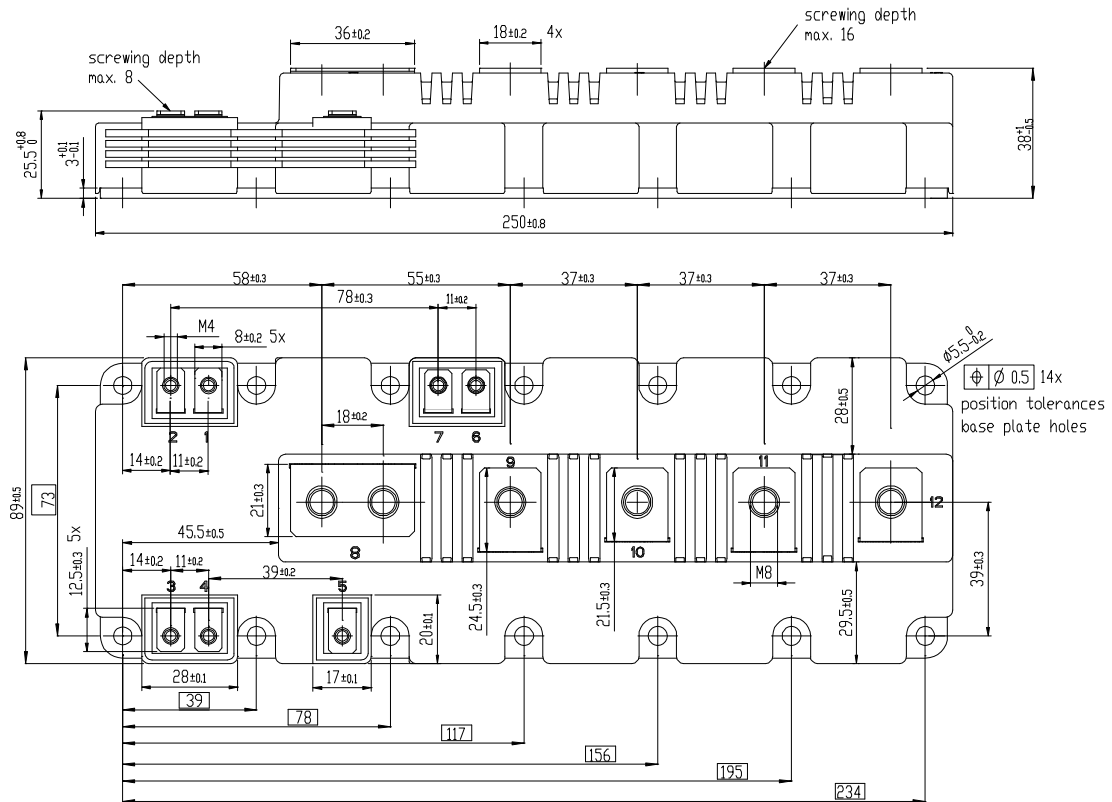 screwing depth
max. 16
36±0.2
18±0.2 4x
screwing depth
max. 8
25.5 +0.8 0
3 +0.1 -0.1
38 +1 -0.5
250±0.8
58±0.3
55±0.3
37±0.3
37±0.3
37±0.3
78±0.3
11±0.2
M4
8±0.2 5x
⌀5.5 0 -0.2
⌖ ⌀ 0.5 14x
position tolerances
base plate holes
18±0.2
28±0.5
2 1
7 6
14±0.2
11±0.2
9
11
12
89±0.5
73
21±0.3
45.5±0.5
8
10
12.5±0.3 5x
14±0.2
11±0.2
39±0.2
M8
39±0.3
3 4
5
24.5±0.3
21.5±0.3
29.5±0.5
20±0.1
28±0.1
17±0.1
39
78
117
156
195
234